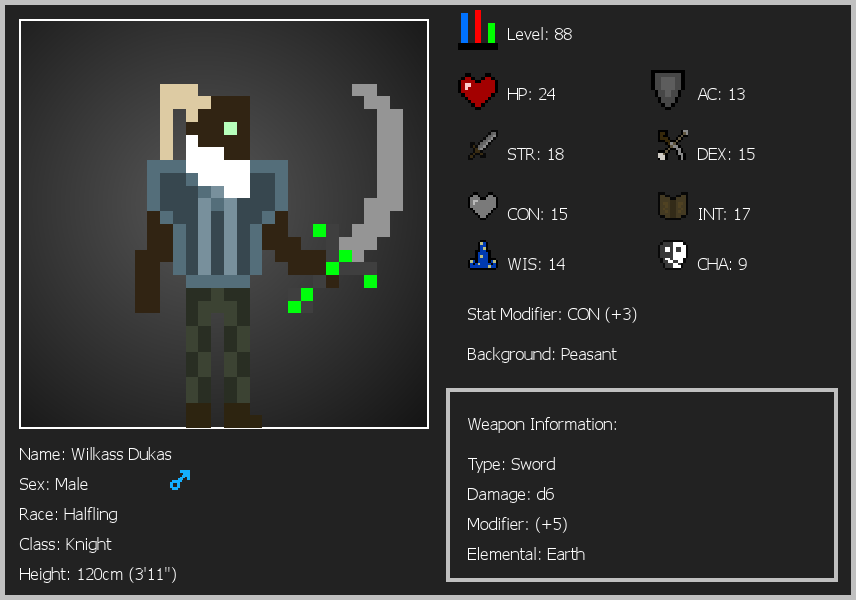 Level: 88
HP: 24
AC: 13
STR: 18
DEX: 15
CON: 15
INT: 17
WIS: 14
CHA: 9
Stat Modifier: CON (+3)
Background: Peasant
Weapon Information:
Type: Sword
Damage: d6
Modifier: (+5)
Elemental: Earth
Name: Wilkass Dukas
Sex: Male
Race: Halfling
Class: Knight
Height: 120cm (3'11")